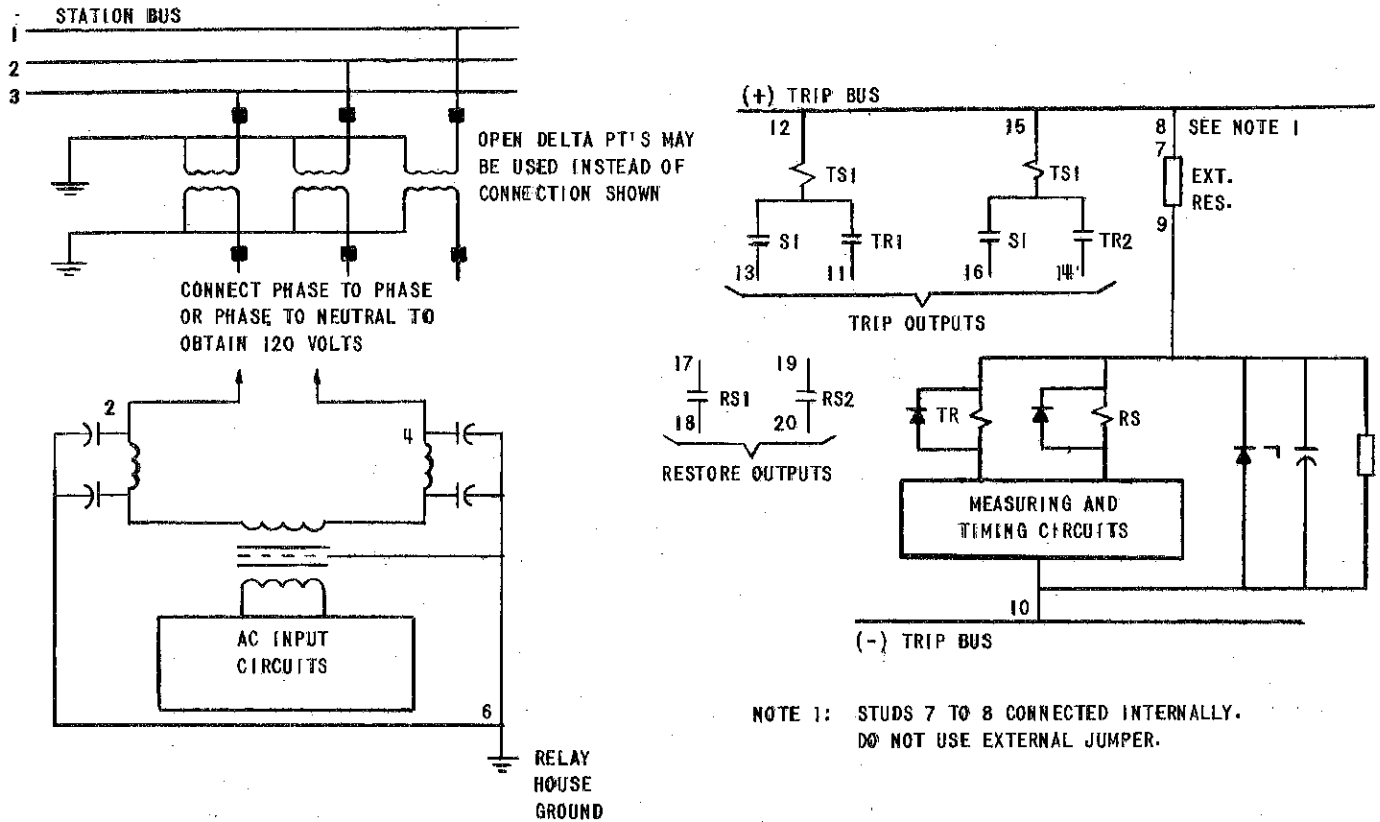 STATION BUS
1
2
3
OPEN DELTA PT'S MAY
BE USED INSTEAD OF
CONNECTION SHOWN
CONNECT PHASE TO PHASE
OR PHASE TO NEUTRAL TO
OBTAIN 120 VOLTS
2
4
AC INPUT
CIRCUITS
6
RELAY
HOUSE
GROUND
(+) TRIP BUS
12
15
8
SEE NOTE 1
7
TS1
TS1
EXT.
RES.
9
S1
TR1
S1
TR2
13
11
16
14
TRIP OUTPUTS
17
19
RS1
RS2
18
20
RESTORE OUTPUTS
TR
RS
MEASURING AND
TIMING CIRCUITS
10
(-) TRIP BUS
NOTE 1: STUDS 7 TO 8 CONNECTED INTERNALLY.
DO NOT USE EXTERNAL JUMPER.